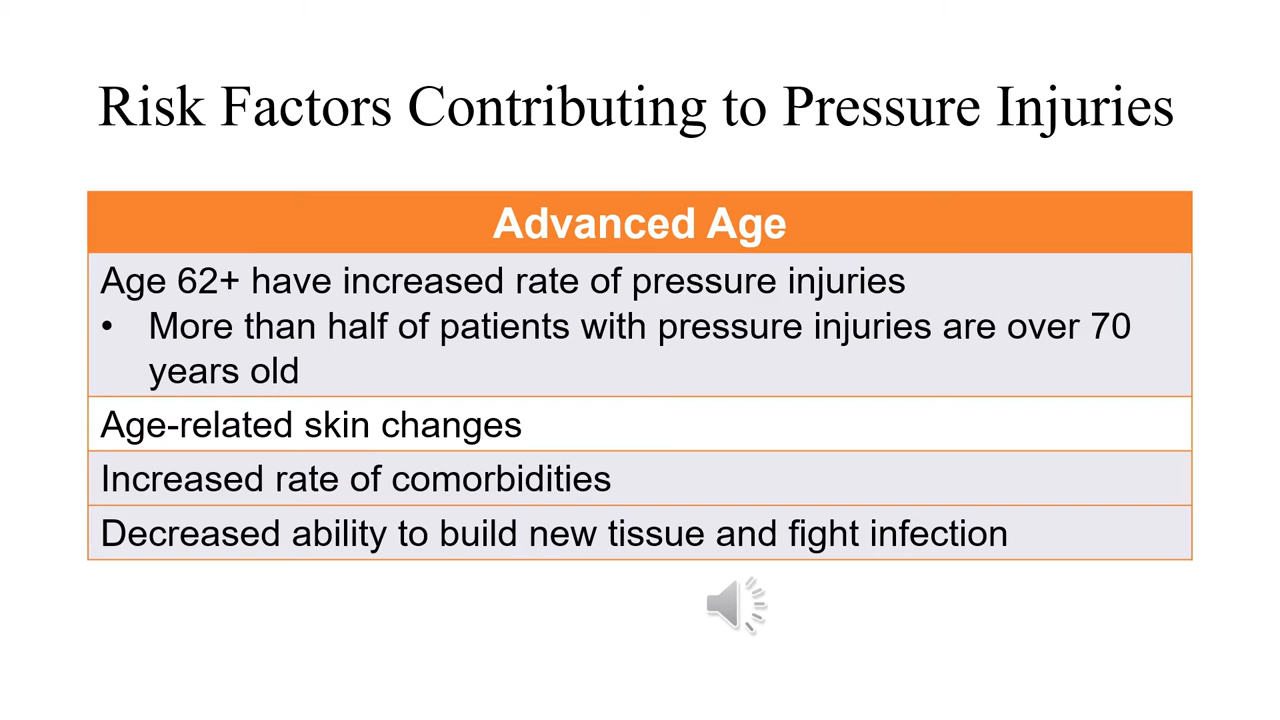 Risk Factors Contributing to Pressure Injuries
Advanced Age
Age 62+ have increased rate of pressure injuries
• More than half of patients with pressure injuries are over 70
years old
Age-related skin changes
Increased rate of comorbidities
Decreased ability to build new tissue and fight infection